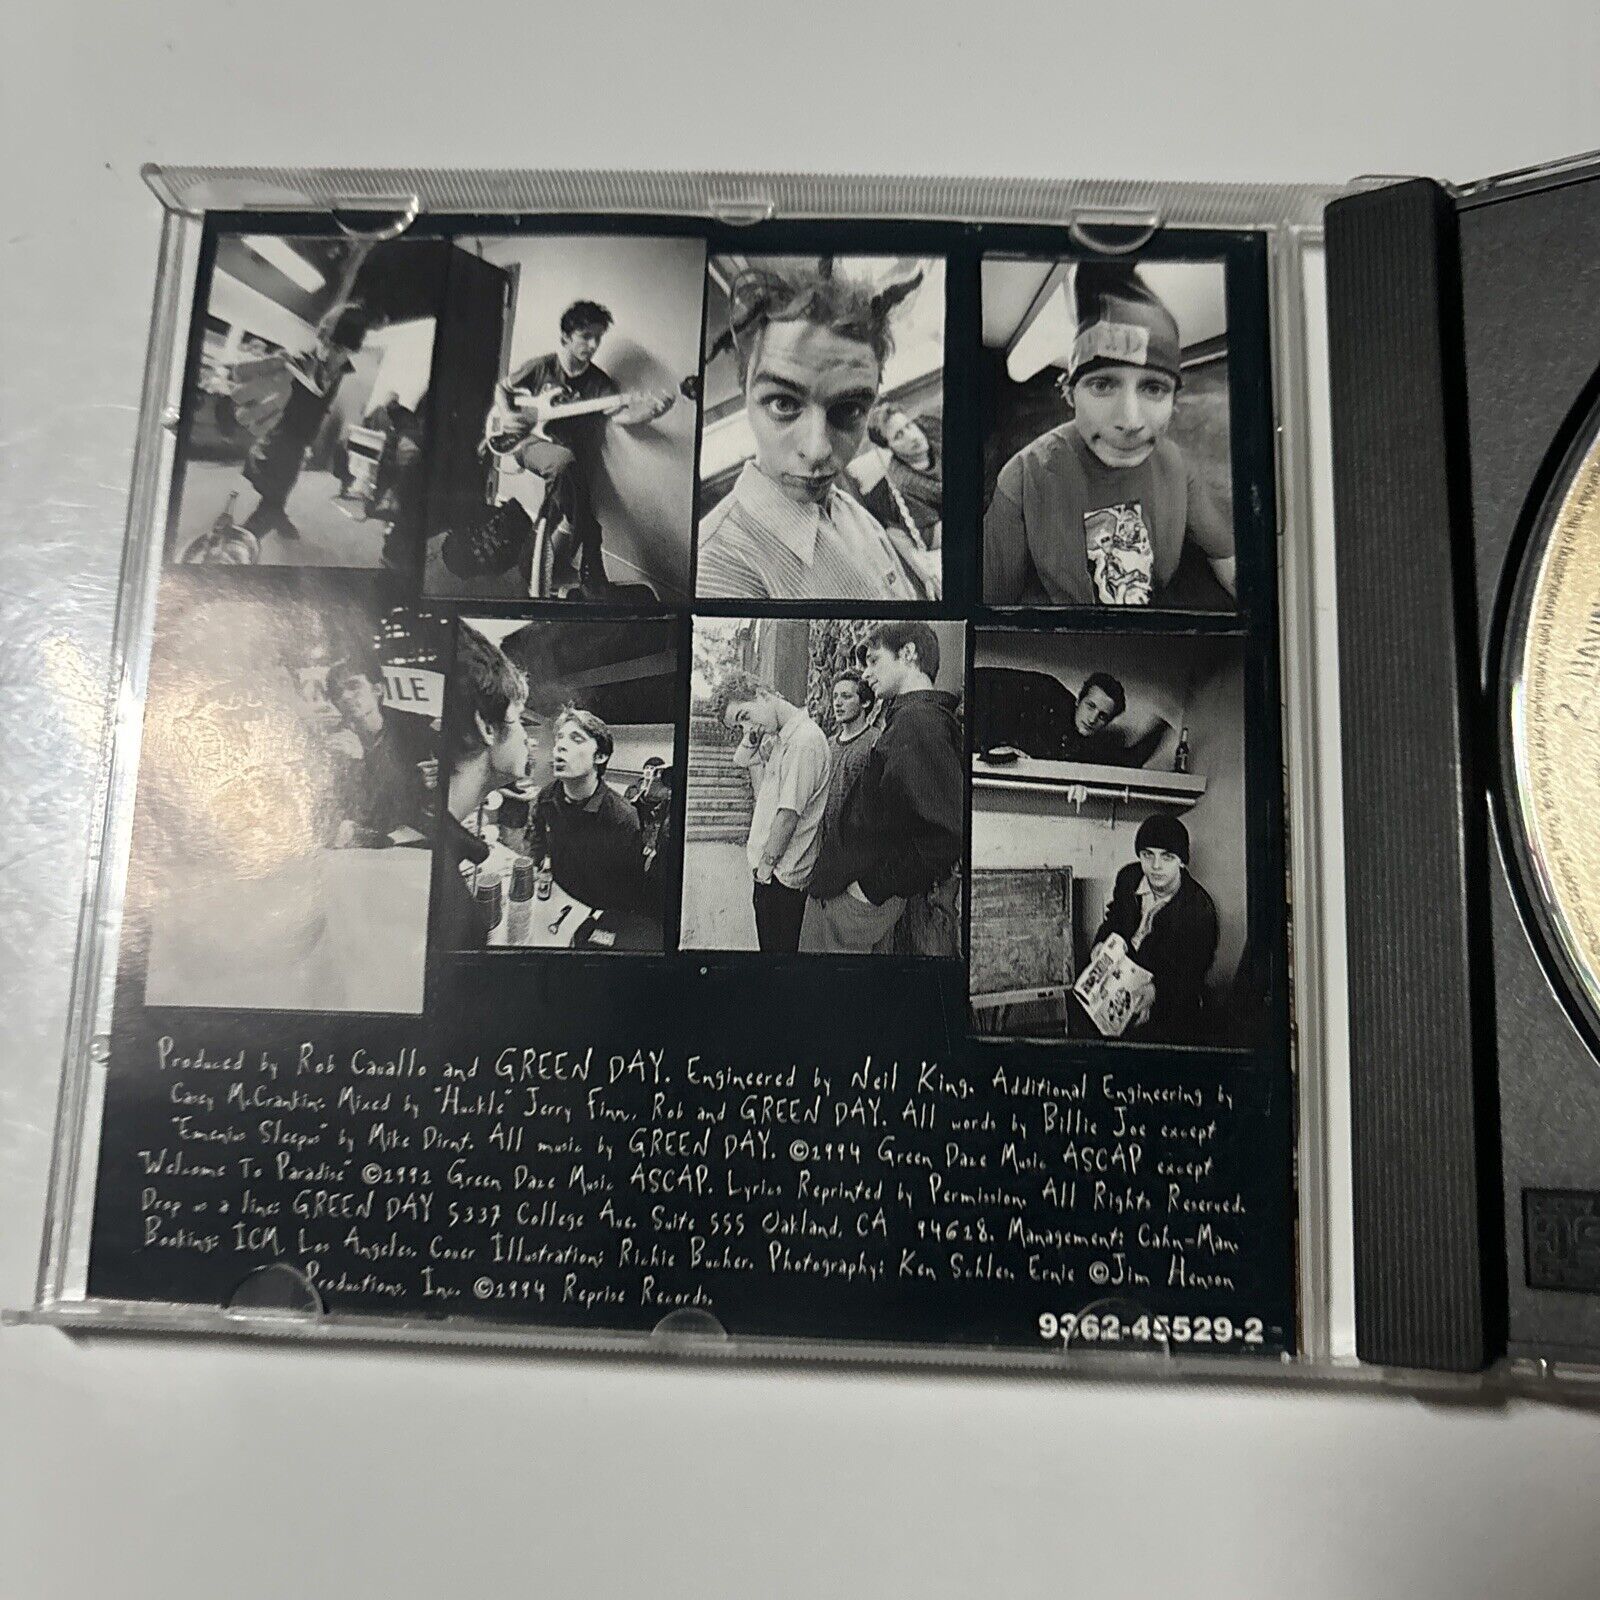 ILE
Produced by Rob Cavallo and GREEN DAY. Engineered by Neil King. Additional Engineering by
Casey McCrankin. Mixed by "Huckle" Jerry Finn, Rob and GREEN DAY. All words by Billie Joe except
"Emenius Sleepus" by Mike Dirnt. All music by GREEN DAY. ©1994 Green Daze Music ASCAP except
"Welcome To Paradise" ©1992 Green Daze Music ASCAP. Lyrics Reprinted by Permission. All Rights Reserved.
Drop us a line: GREEN DAY 5337 College Ave. Suite 555 Oakland, CA 94618. Management: Cahn-Man.
Booking: ICM, Los Angeles. Cover Illustration: Richie Bucher. Photography: Ken Schles. Ernie ©Jim Henson
Productions, Inc. ©1994 Reprise Records.
9362-45529-2
2. HAVIN